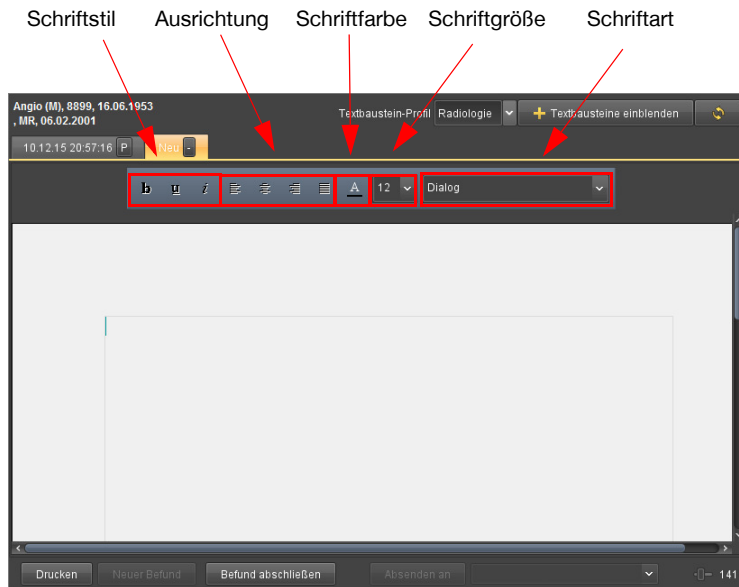 Schriftstil Ausrichtung Schriftfarbe Schriftgröße Schriftart
Angio (M), 8899, 16.06.1953
, MR, 06.02.2001
Textbaustein-Profil Radiologie + Textbausteine einblenden
10.12.15 20:57:16 P Neu -
b u i A 12 Dialog
Drucken Neuer Befund Befund abschließen Absenden an 141